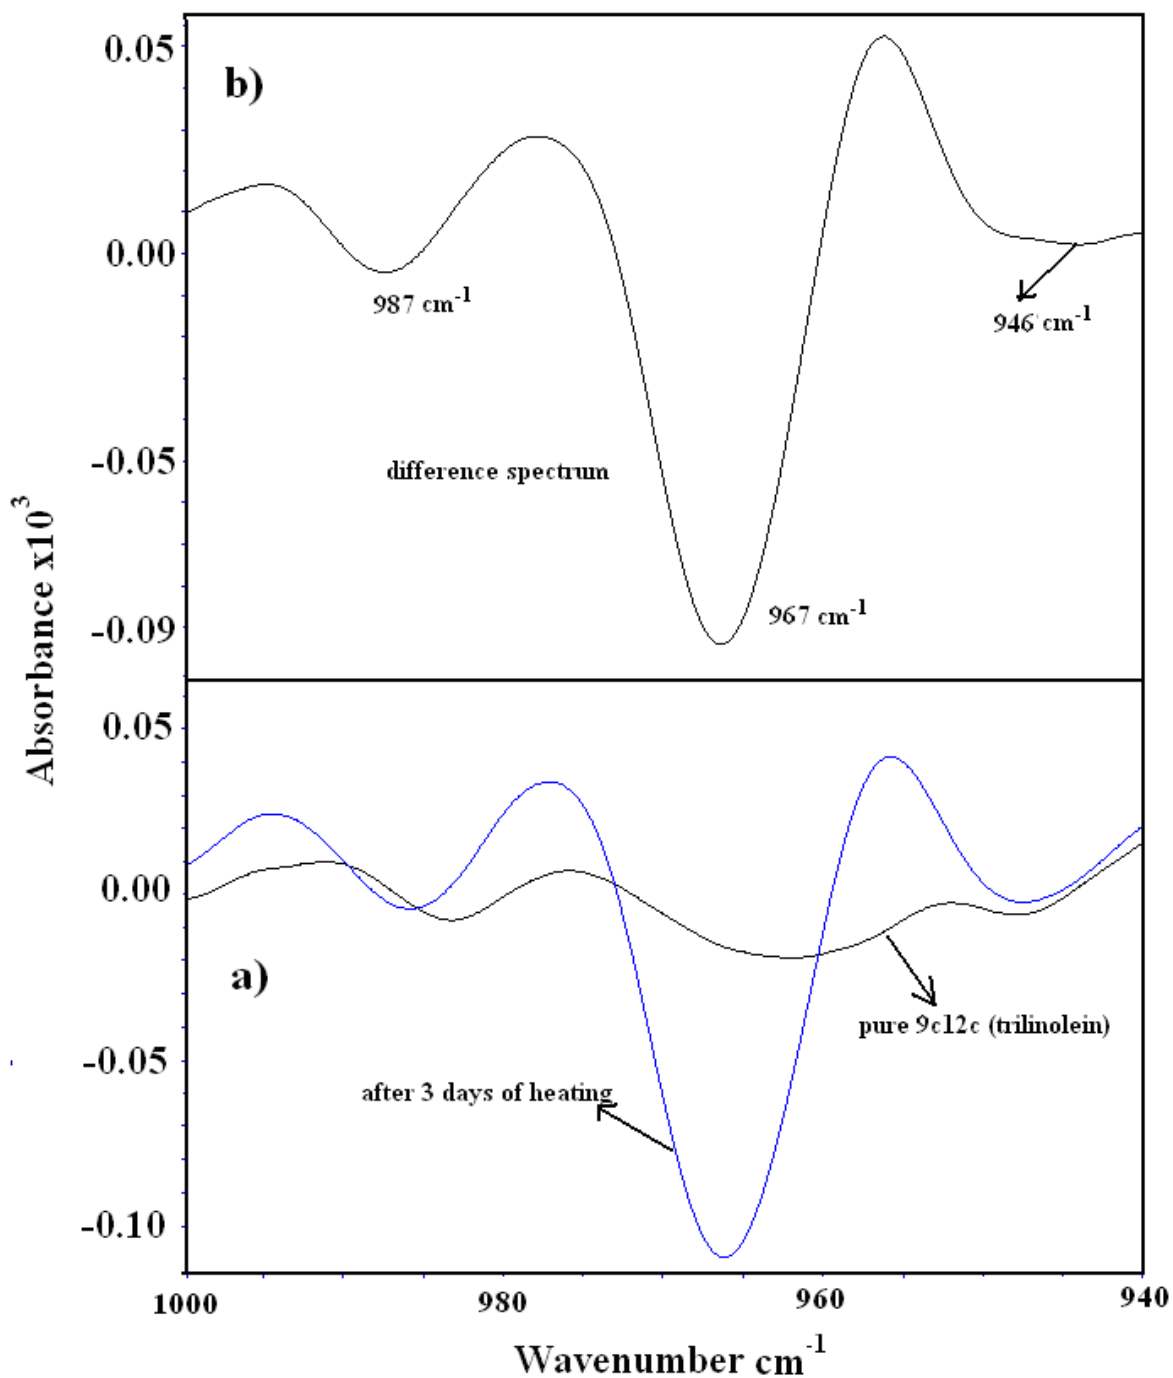 0.05
b)
0.00
987 cm-1
946 cm-1
-0.05
difference spectrum
-0.09
967 cm-1
Absorbance x10^3
0.05
0.00
a)
pure 9c12c (trilinolein)
-0.05
after 3 days of heating
-0.10
1000
980
960
940
Wavenumber cm-1